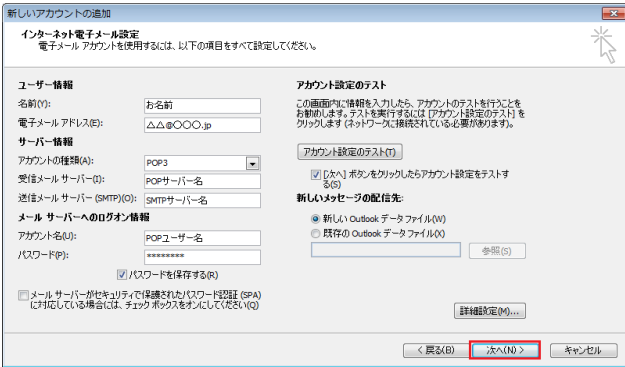 新しいアカウントの追加
インターネット電子メール設定
電子メール アカウントを使用するには、以下の項目をすべて設定してください。
ユーザー情報
名前(Y):
お名前
電子メール アドレス(E):
△△@〇〇〇.jp
サーバー情報
アカウントの種類(A):
POP3
受信メール サーバー(I):
POPサーバー名
送信メール サーバー (SMTP)(O):
SMTPサーバー名
メール サーバーへのログオン情報
アカウント名(U):
POPユーザー名
パスワード(P):
********
パスワードを保存する(R)
メール サーバーがセキュリティで保護されたパスワード認証 (SPA)
に対応している場合には、チェック ボックスをオンにしてください(Q)
アカウント設定のテスト
この画面内に情報を入力したら、アカウントのテストを行うことを
お勧めします。テストを実行するには [アカウント設定のテスト] を
クリックします (ネットワークに接続されている必要があります)。
アカウント設定のテスト(T)
[次へ] ボタンをクリックしたらアカウント設定をテストす
る(S)
新しいメッセージの配信先:
新しい Outlook データ ファイル(W)
既存の Outlook データ ファイル(X)
参照(S)
詳細設定(M)...
< 戻る(B)
次へ(N) >
キャンセル